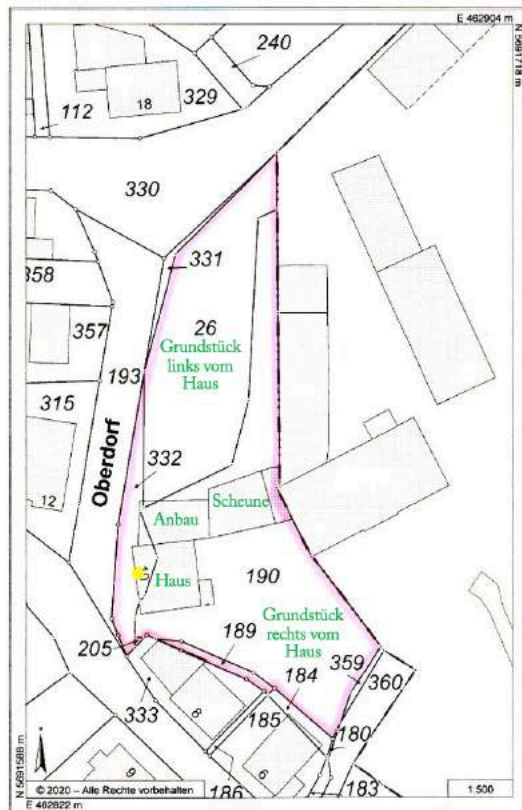 E 462904 m
N 5691718 m
240
329
112
18
330
331
358
26
Grundstück
links vom
Haus
357
193
315
Oberdorf
332
12
Scheune
Anbau
190
Haus
Grundstück
rechts vom
Haus
205
189
359
184
360
333
8
185
180
6
9
186
183
© 2020 – Alle Rechte vorbehalten
1:500
N 5691588 m
E 462822 m